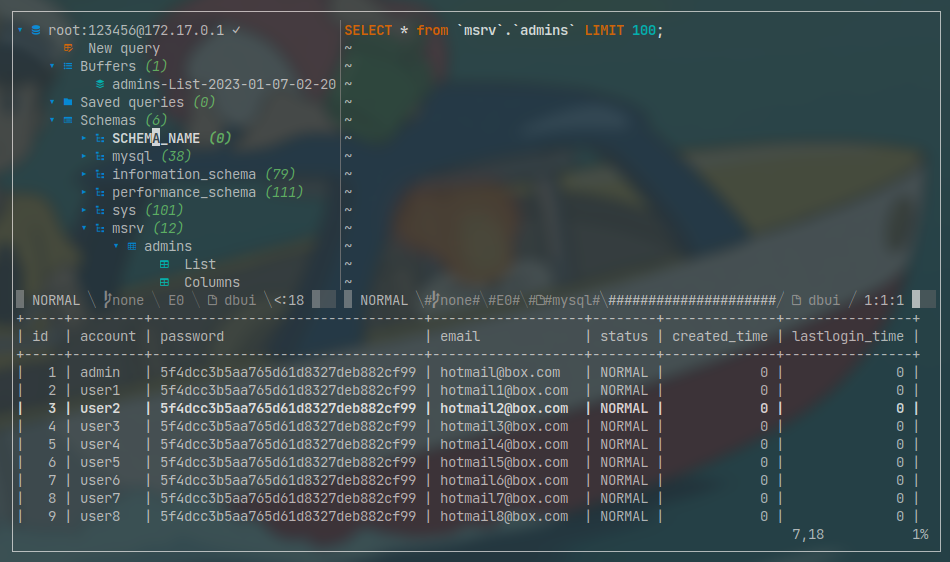 root:123456@172.17.0.1 ✓
New query
Buffers (1)
admins-List-2023-01-07-02-20
Saved queries (0)
Schemas (6)
SCHEMA_NAME (0)
mysql (38)
information_schema (79)
performance_schema (111)
sys (101)
msrv (12)
admins
List
Columns
SELECT * from `msrv`.`admins` LIMIT 100;
~
~
~
~
~
~
~
~
~
~
~
~
~
~
NORMAL \ none E0 \ dbui \<:18
NORMAL \#none#\#E0# \#mysql#\#####################/ dbui / 1:1:1
+-----+---------+----------------------------------+-------------------+--------+--------------+----------------+
| id | account | password | email | status | created_time | lastlogin_time |
+-----+---------+----------------------------------+-------------------+--------+--------------+----------------+
| 1 | admin | 5f4dcc3b5aa765d61d8327deb882cf99 | hotmail@box.com | NORMAL | 0 | 0 |
| 2 | user1 | 5f4dcc3b5aa765d61d8327deb882cf99 | hotmail1@box.com | NORMAL | 0 | 0 |
| 3 | user2 | 5f4dcc3b5aa765d61d8327deb882cf99 | hotmail2@box.com | NORMAL | 0 | 0 |
| 4 | user3 | 5f4dcc3b5aa765d61d8327deb882cf99 | hotmail3@box.com | NORMAL | 0 | 0 |
| 5 | user4 | 5f4dcc3b5aa765d61d8327deb882cf99 | hotmail4@box.com | NORMAL | 0 | 0 |
| 6 | user5 | 5f4dcc3b5aa765d61d8327deb882cf99 | hotmail5@box.com | NORMAL | 0 | 0 |
| 7 | user6 | 5f4dcc3b5aa765d61d8327deb882cf99 | hotmail6@box.com | NORMAL | 0 | 0 |
| 8 | user7 | 5f4dcc3b5aa765d61d8327deb882cf99 | hotmail7@box.com | NORMAL | 0 | 0 |
| 9 | user8 | 5f4dcc3b5aa765d61d8327deb882cf99 | hotmail8@box.com | NORMAL | 0 | 0 |
7,18 1%